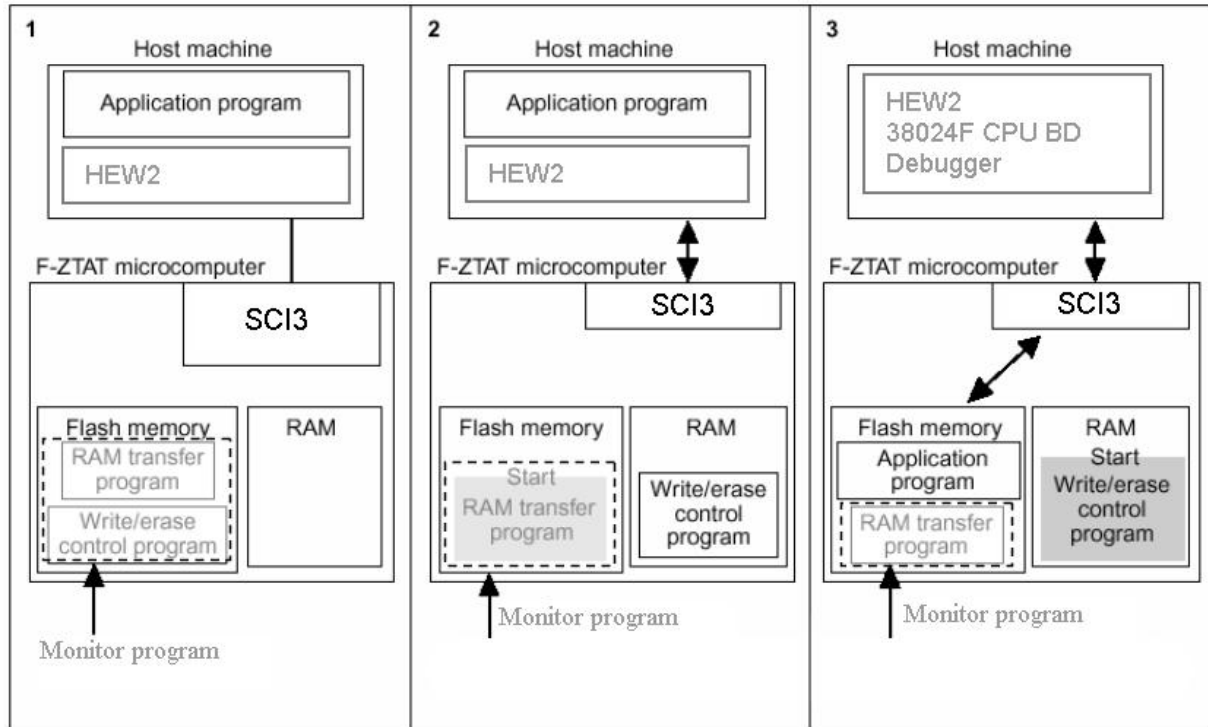 1
Host machine
Application program
HEW2
F-ZTAT microcomputer
SCI3
Flash memory
RAM transfer
program
Write/erase
control program
RAM
Monitor program
2
Host machine
Application program
HEW2
F-ZTAT microcomputer
SCI3
Flash memory
Start
RAM transfer
program
RAM
Write/erase
control
program
Monitor program
3
Host machine
HEW2
38024F CPU BD
Debugger
F-ZTAT microcomputer
SCI3
Flash memory
Application
program
RAM transfer
program
RAM
Start
Write/erase
control
program
Monitor program